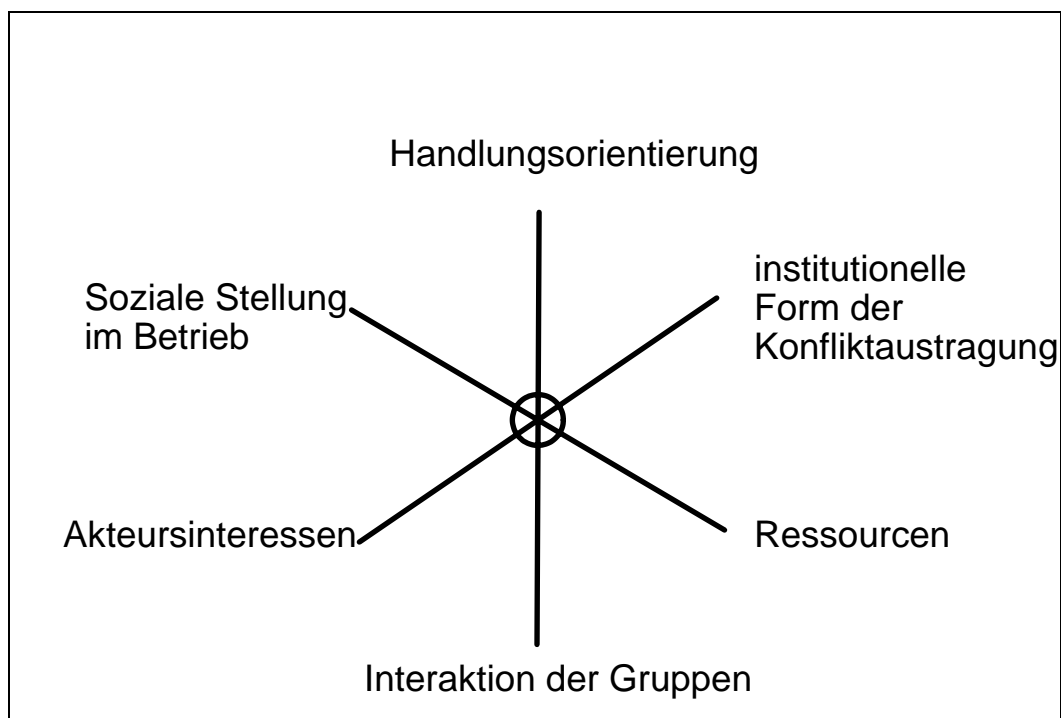 Handlungsorientierung
institutionelle
Form der
Konfliktaustragung
Soziale Stellung
im Betrieb
Akteursinteressen
Ressourcen
Interaktion der Gruppen